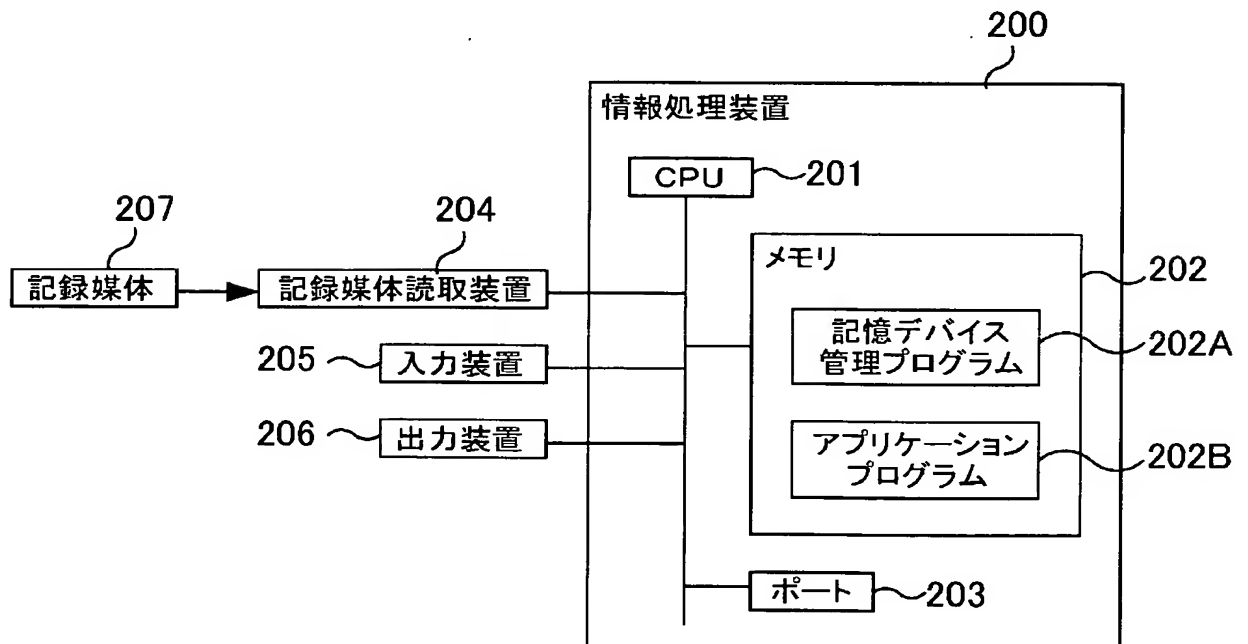 200
情報処理装置
CPU
201
207
204
記録媒体
記録媒体読取装置
メモリ
202
記憶デバイス
管理プログラム
202A
205
入力装置
206
出力装置
アプリケーション
プログラム
202B
ポート
203